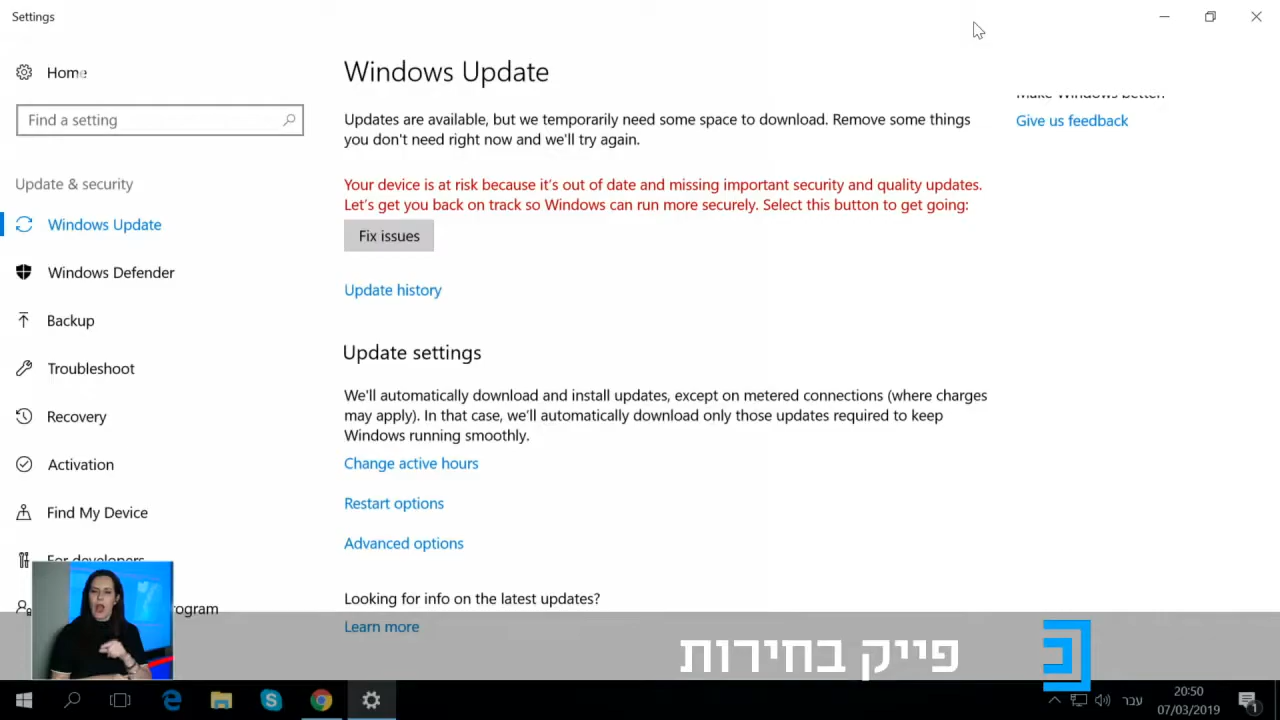 Settings
Home
Find a setting
Update & security
Windows Update
Windows Defender
Backup
Troubleshoot
Recovery
Activation
Find My Device
For developers
rogram
Windows Update
Updates are available, but we temporarily need some space to download. Remove some things
you don't need right now and we'll try again.
Your device is at risk because it's out of date and missing important security and quality updates.
Let's get you back on track so Windows can run more securely. Select this button to get going:
Fix issues
Update history
Update settings
We'll automatically download and install updates, except on metered connections (where charges
may apply). In that case, we'll automatically download only those updates required to keep
Windows running smoothly.
Change active hours
Restart options
Advanced options
Looking for info on the latest updates?
Learn more
Make Windows better.
Give us feedback
פייק בחירות
עבר
20:50
07/03/2019
1